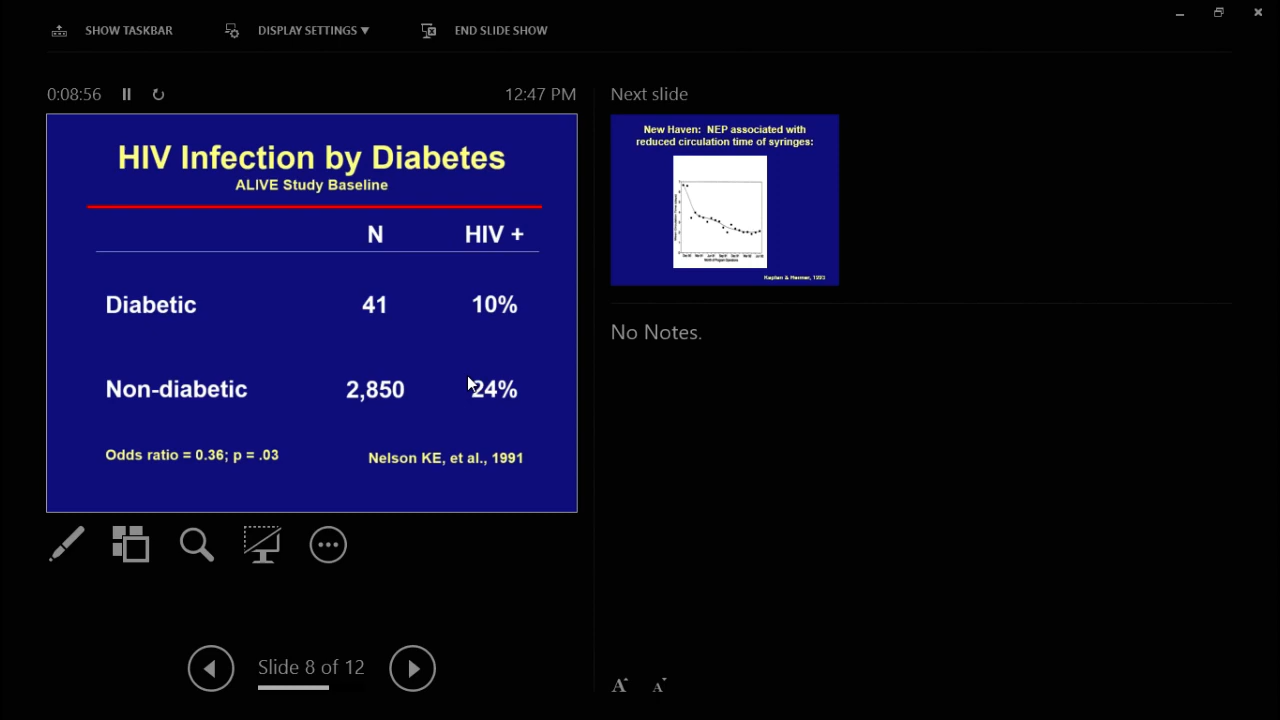 SHOW TASKBAR
DISPLAY SETTINGS ▼
END SLIDE SHOW
0:08:56
12:47 PM
Next slide
HIV Infection by Diabetes
ALIVE Study Baseline
N HIV +
Diabetic 41 10%
Non-diabetic 2,850 24%
Odds ratio = 0.36; p = .03
Nelson KE, et al., 1991
New Haven: NEP associated with
reduced circulation time of syringes:
Kaplan & Heimer, 1993
No Notes.
Slide 8 of 12
A A